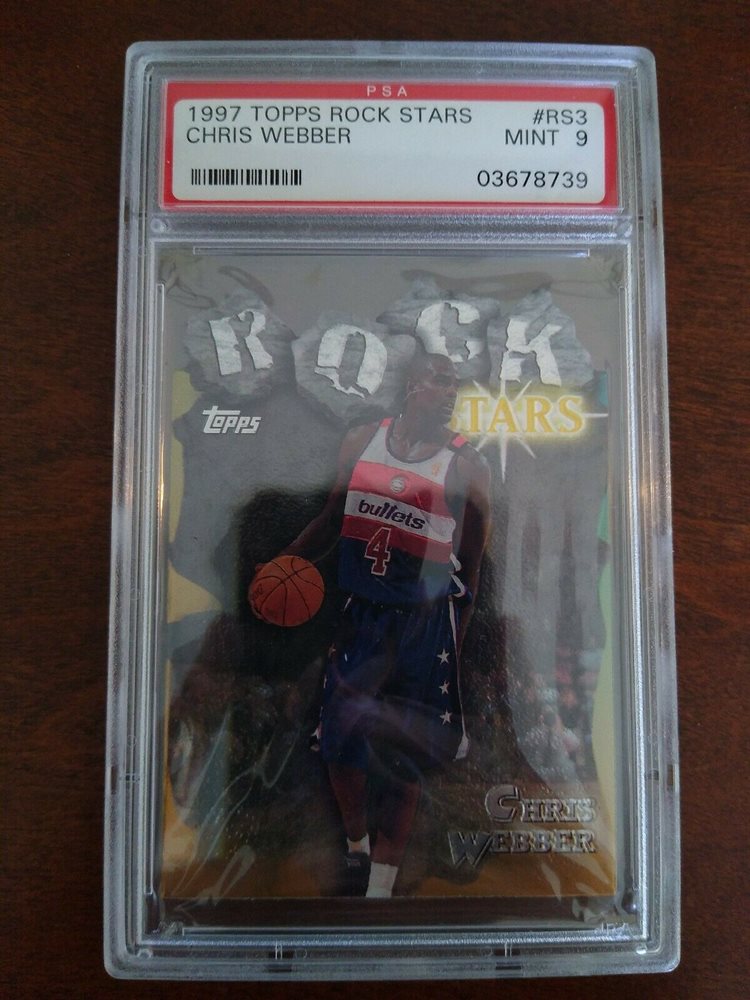 PSA
1997 TOPPS ROCK STARS #RS3
CHRIS WEBBER MINT 9
03678739
ROCK
STARS
Topps
bullets
4
CHRIS
WEBBER